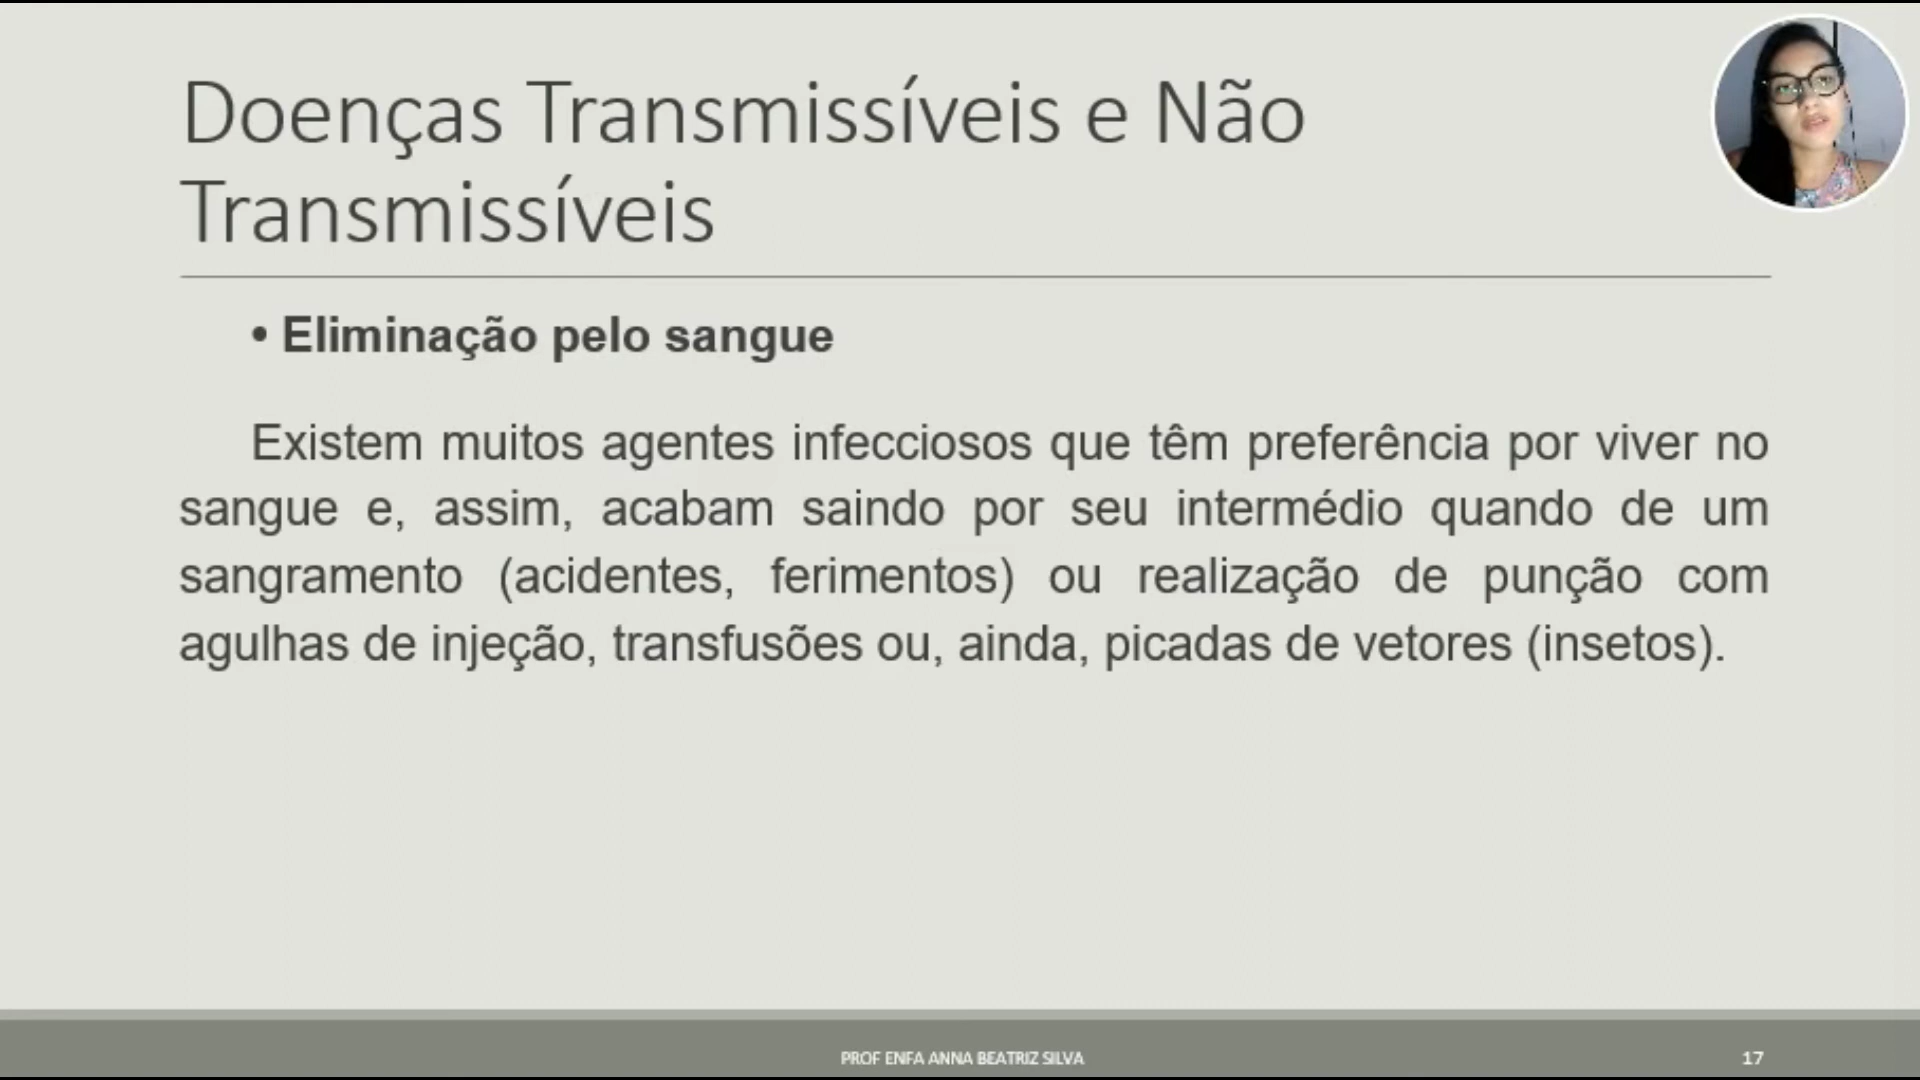 Doenças Transmissíveis e Não
Transmissíveis
• Eliminação pelo sangue
Existem muitos agentes infecciosos que têm preferência por viver no
sangue e, assim, acabam saindo por seu intermédio quando de um
sangramento (acidentes, ferimentos) ou realização de punção com
agulhas de injeção, transfusões ou, ainda, picadas de vetores (insetos).
PROF ENFA ANNA BEATRIZ SILVA
17